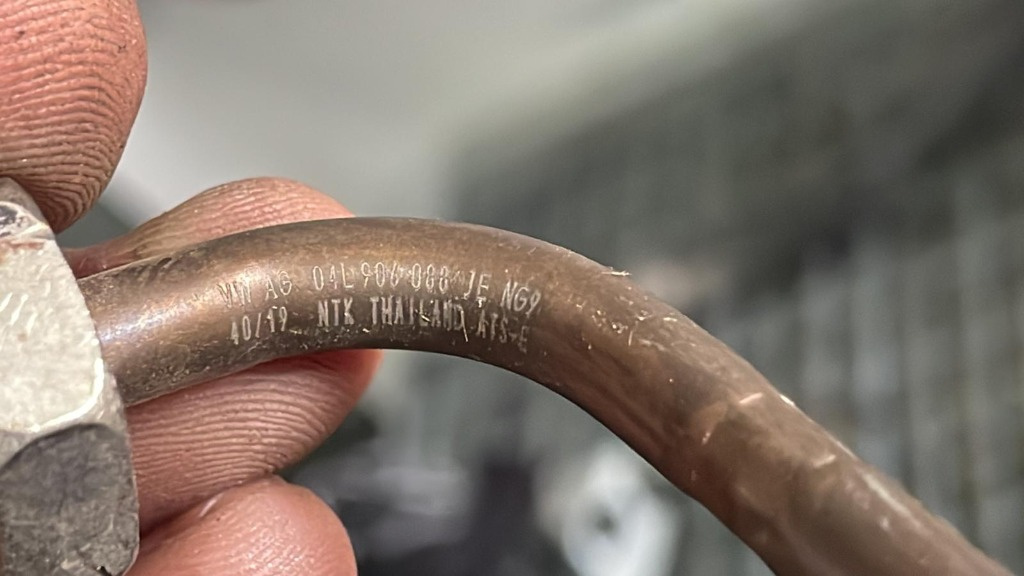 VW AG 04L 906 088 JE NG9
40/19 NTK THAILAND ATS-E